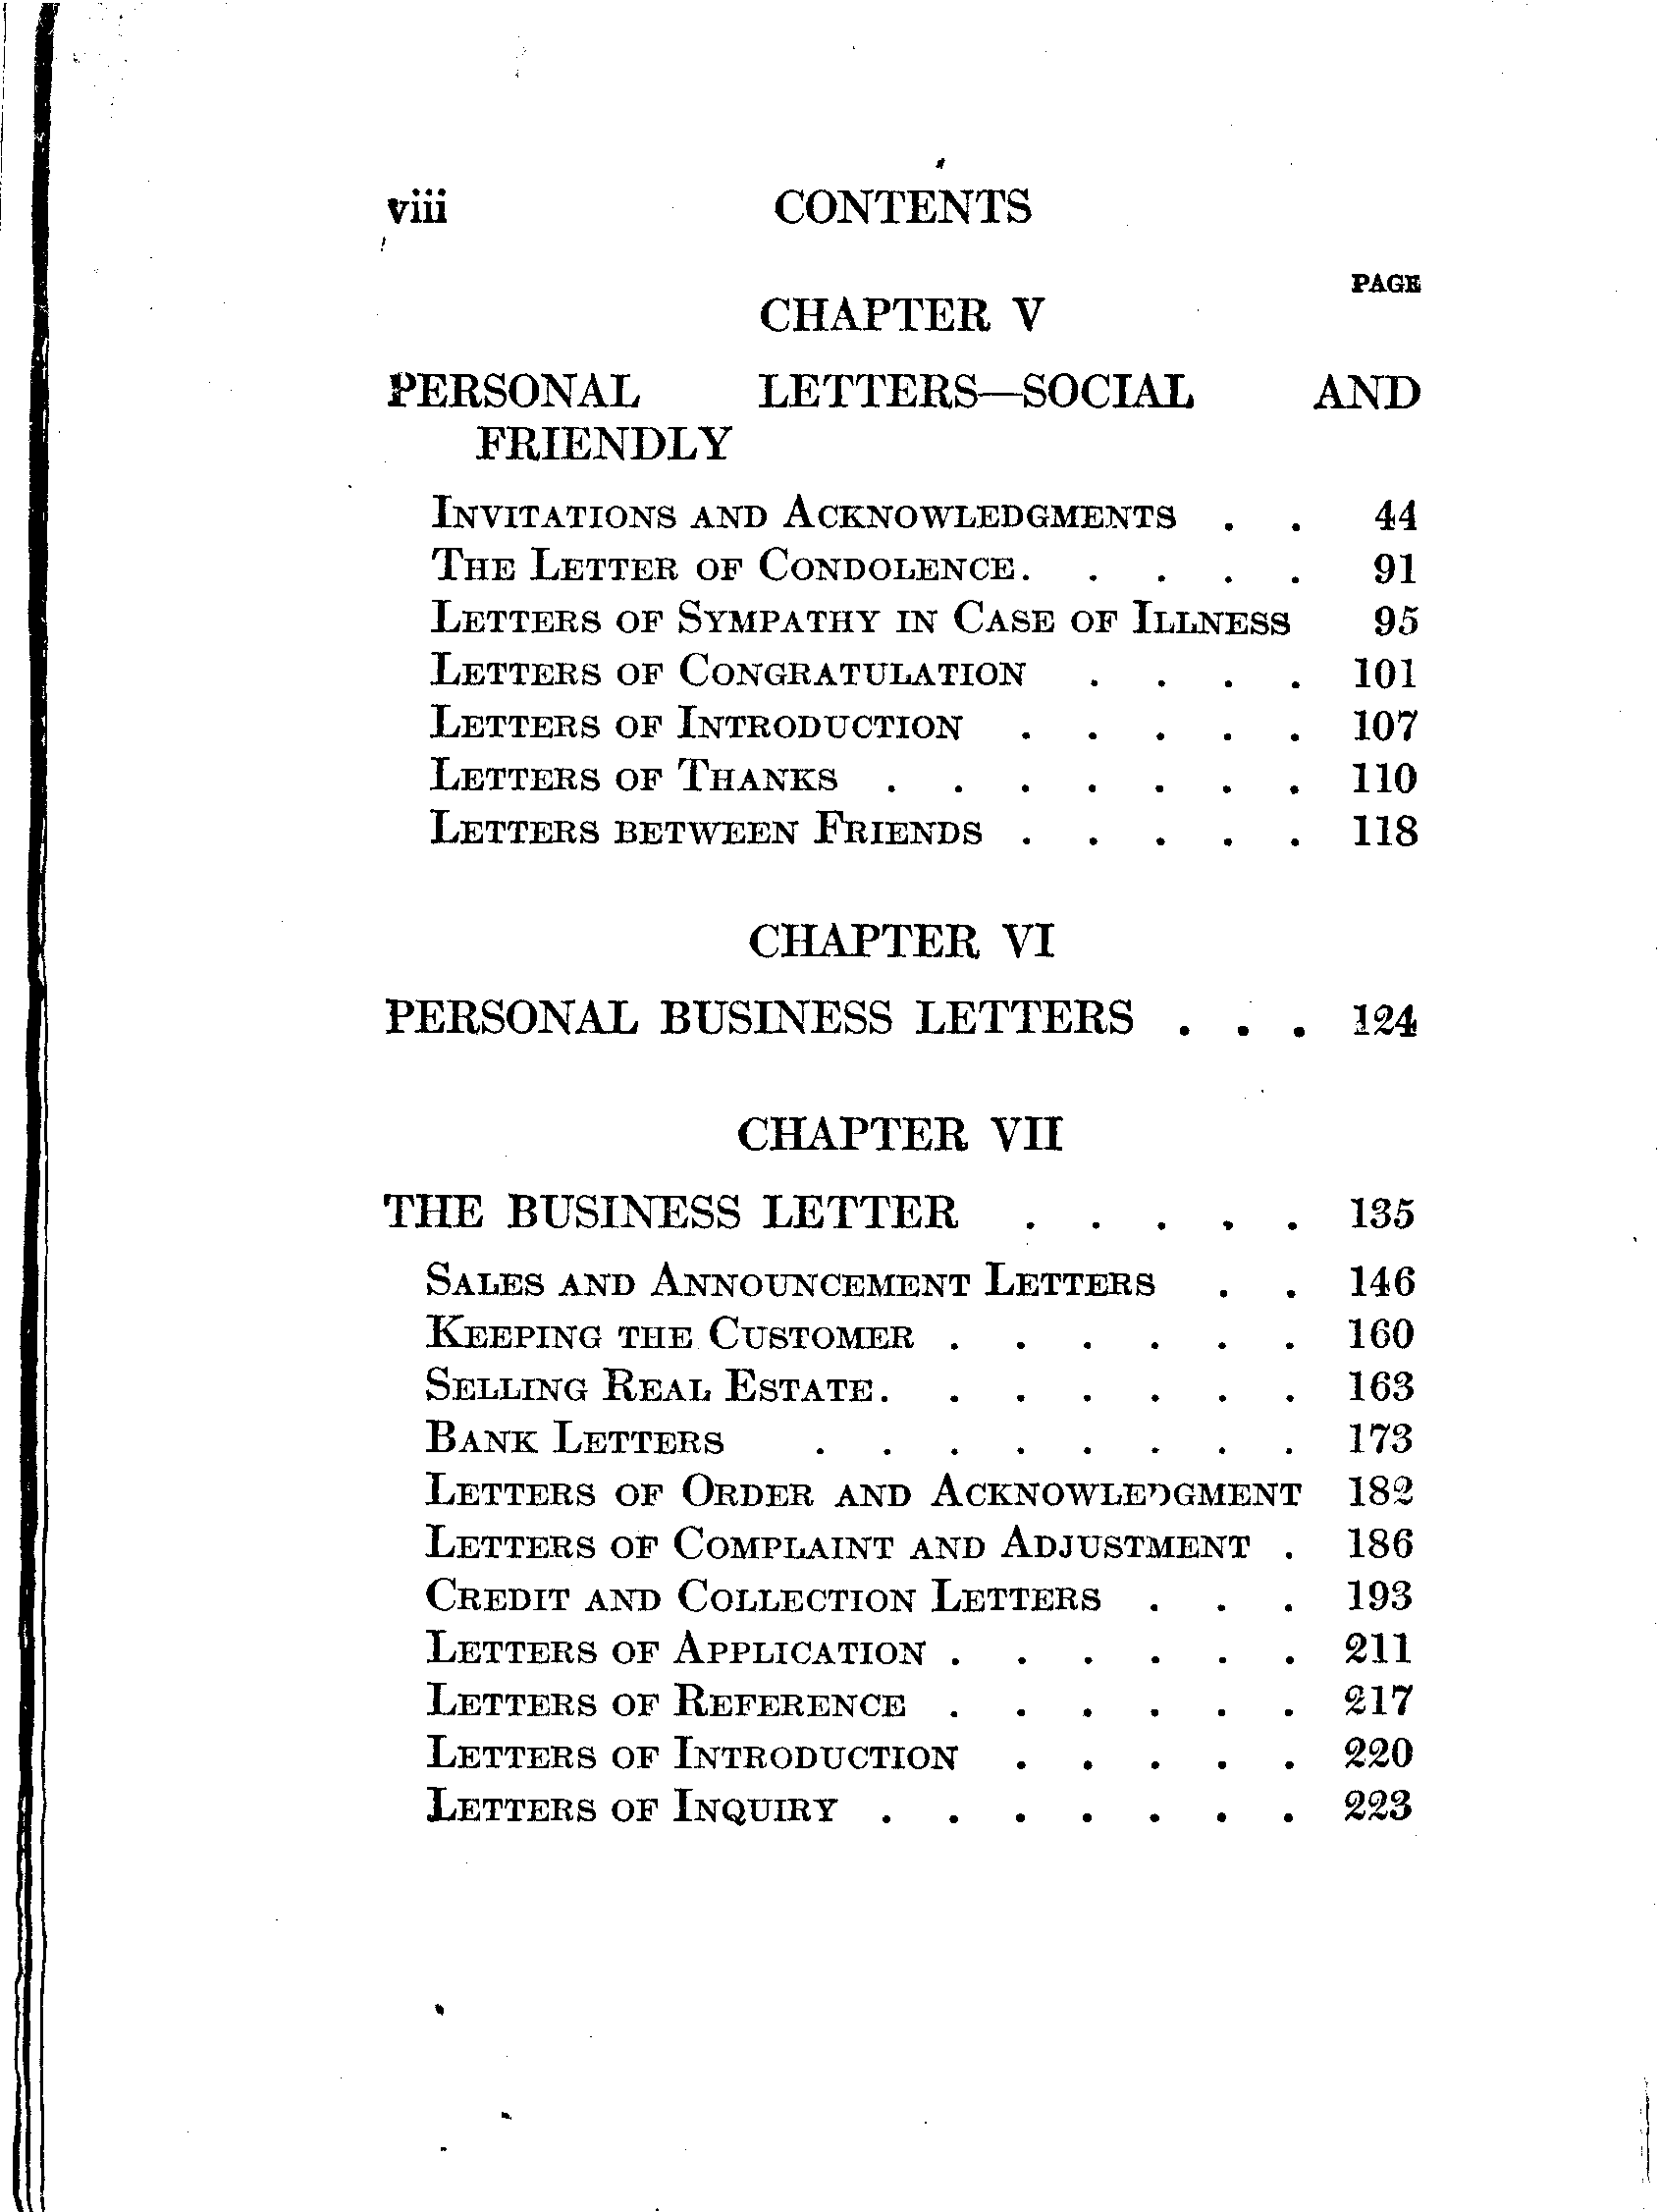 viii CONTENTS
PAGE
CHAPTER V
PERSONAL LETTERS—SOCIAL AND
FRIENDLY
INVITATIONS AND ACKNOWLEDGMENTS . . 44
THE LETTER OF CONDOLENCE. . . . . 91
LETTERS OF SYMPATHY IN CASE OF ILLNESS 95
LETTERS OF CONGRATULATION . . . . 101
LETTERS OF INTRODUCTION . . . . . 107
LETTERS OF THANKS . . . . . . . 110
LETTERS BETWEEN FRIENDS . . . . . 118
CHAPTER VI
PERSONAL BUSINESS LETTERS . . . 124
CHAPTER VII
THE BUSINESS LETTER . . . . . 135
SALES AND ANNOUNCEMENT LETTERS . . 146
KEEPING THE CUSTOMER . . . . . . 160
SELLING REAL ESTATE. . . . . . . 163
BANK LETTERS . . . . . . . . 173
LETTERS OF ORDER AND ACKNOWLEDGMENT 182
LETTERS OF COMPLAINT AND ADJUSTMENT . 186
CREDIT AND COLLECTION LETTERS . . . 193
LETTERS OF APPLICATION . . . . . . 211
LETTERS OF REFERENCE . . . . . . 217
LETTERS OF INTRODUCTION . . . . . 220
LETTERS OF INQUIRY . . . . . . . 223